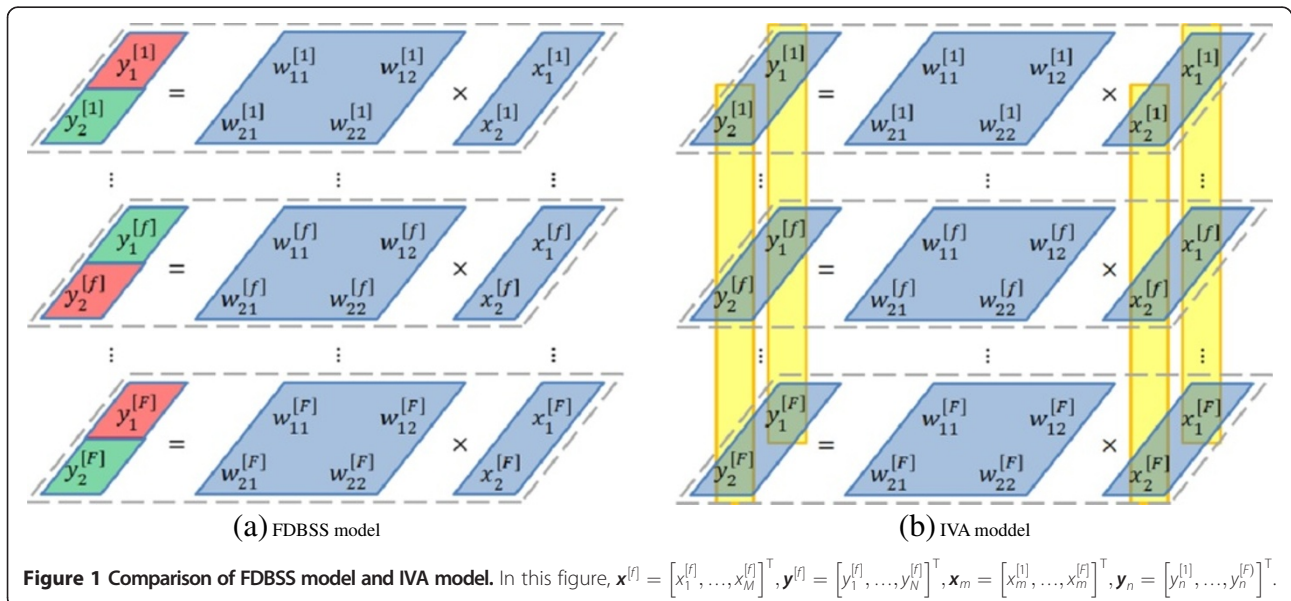 y_1^{[1]} y_2^{[1]} = w_{11}^{[1]} w_{12}^{[1]} w_{21}^{[1]} w_{22}^{[1]} × x_1^{[1]} x_2^{[1]}
⋮ ⋮ ⋮
y_1^{[f]} y_2^{[f]} = w_{11}^{[f]} w_{12}^{[f]} w_{21}^{[f]} w_{22}^{[f]} × x_1^{[f]} x_2^{[f]}
⋮ ⋮ ⋮
y_1^{[F]} y_2^{[F]} = w_{11}^{[F]} w_{12}^{[F]} w_{21}^{[F]} w_{22}^{[F]} × x_1^{[F]} x_2^{[F]}
(a) FDBSS model
y_1^{[1]} y_2^{[1]} = w_{11}^{[1]} w_{12}^{[1]} w_{21}^{[1]} w_{22}^{[1]} × x_1^{[1]} x_2^{[1]}
⋮ ⋮ ⋮
y_1^{[f]} y_2^{[f]} = w_{11}^{[f]} w_{12}^{[f]} w_{21}^{[f]} w_{22}^{[f]} × x_1^{[f]} x_2^{[f]}
⋮ ⋮ ⋮
y_1^{[F]} y_2^{[F]} = w_{11}^{[F]} w_{12}^{[F]} w_{21}^{[F]} w_{22}^{[F]} × x_1^{[F]} x_2^{[F]}
(b) IVA moddel
Figure 1 Comparison of FDBSS model and IVA model. In this figure, x^{[f]} = [x_1^{[f]}, ..., x_M^{[f]}]^T, y^{[f]} = [y_1^{[f]}, ..., y_N^{[f]}]^T, x_m = [x_m^{[1]}, ..., x_m^{[F]}]^T, y_n = [y_n^{[1]}, ..., y_n^{[F)}]^T.